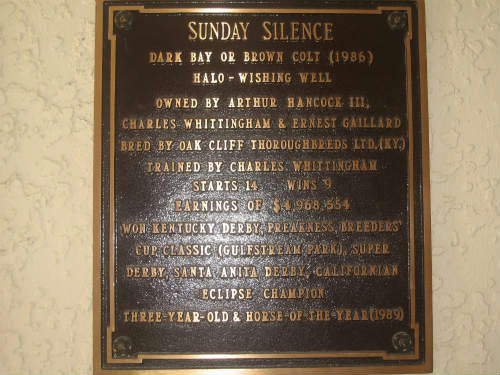 SUNDAY SILENCE
DARK BAY OR BROWN COLT (1986)
HALO - WISHING WELL
OWNED BY ARTHUR HANCOCK III,
CHARLES WHITTINGHAM & ERNEST GAILLARD
BRED BY OAK CLIFF THOROUGHBREDS LTD.(KY.)
TRAINED BY CHARLES WHITTINGHAM
STARTS 14 WINS 9
EARNINGS OF $4,968,554
WON KENTUCKY DERBY, PREAKNESS, BREEDERS'
CUP CLASSIC (GULFSTREAM PARK), SUPER
DERBY, SANTA ANITA DERBY, CALIFORNIAN
ECLIPSE CHAMPION
THREE-YEAR-OLD & HORSE OF THE YEAR (1989)